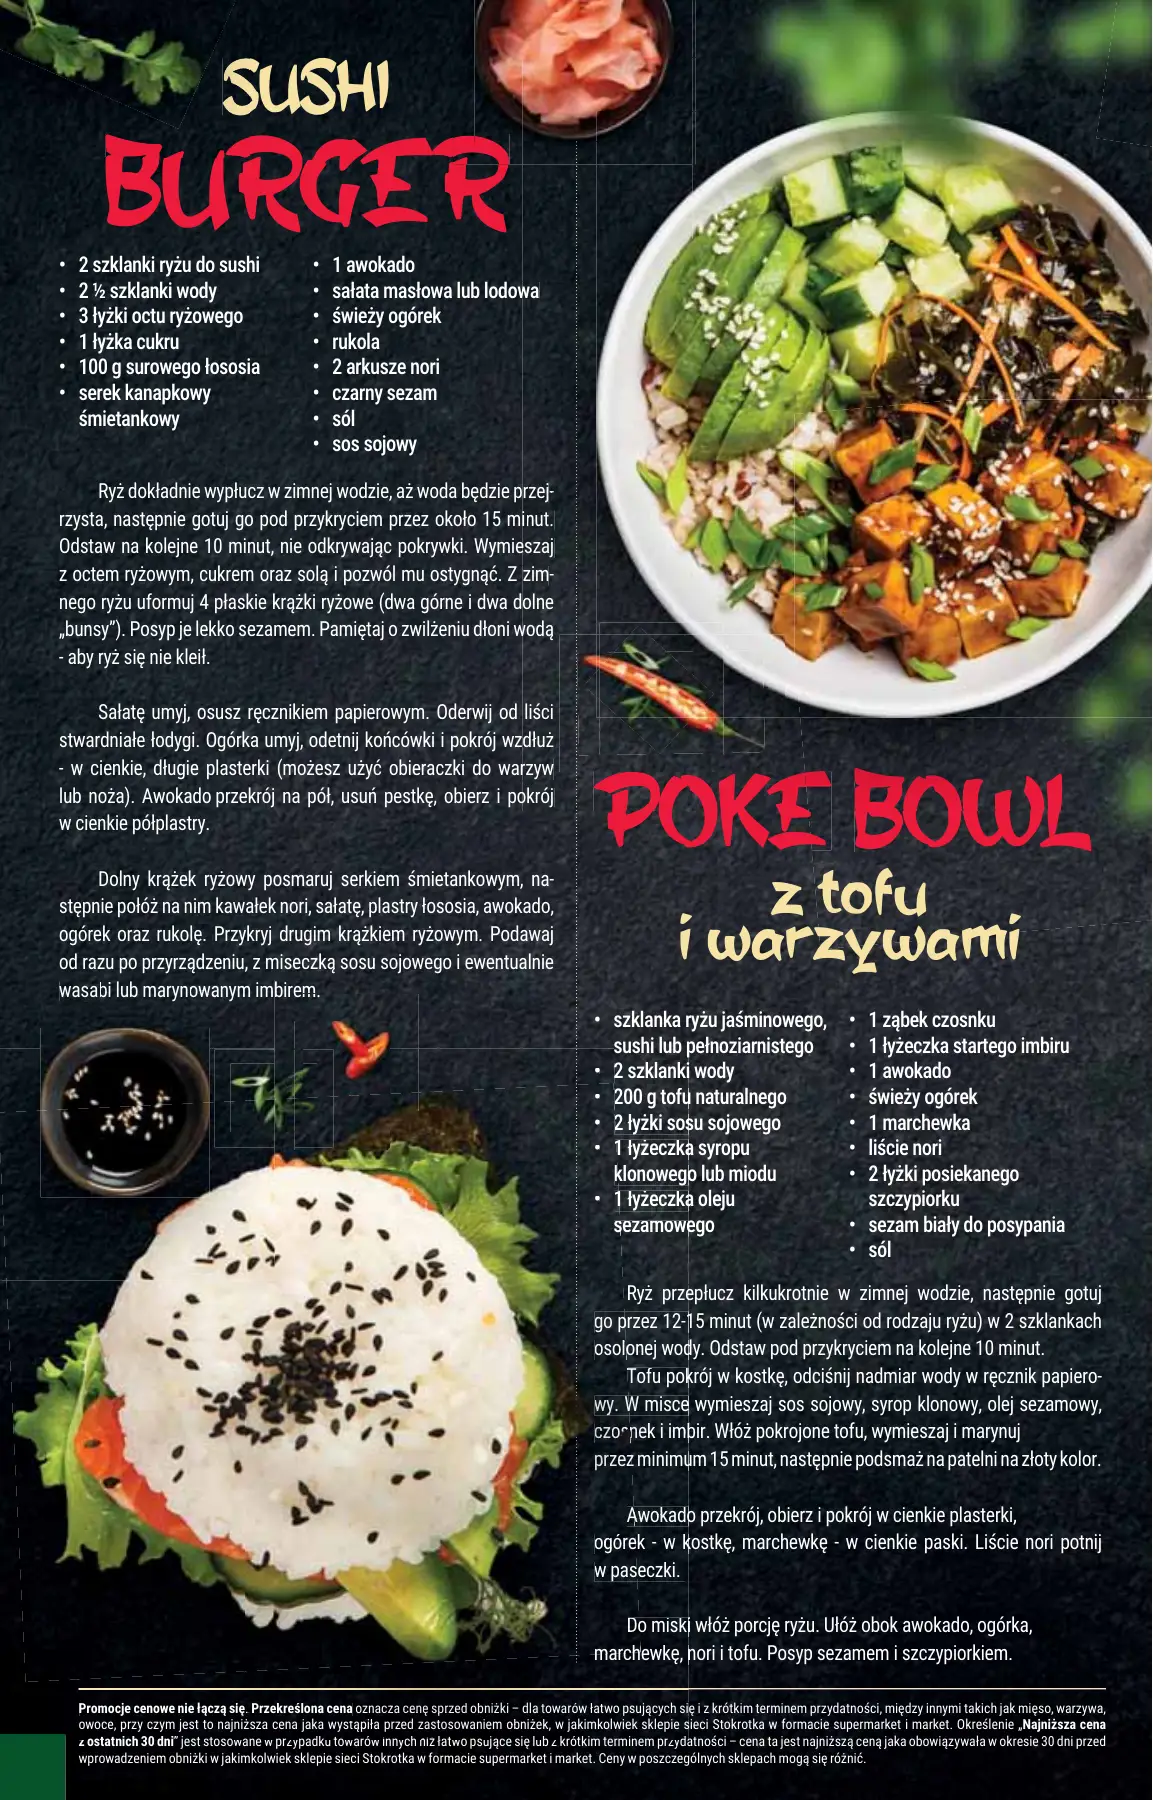 SUSHI
BURGER
• 2 szklanki ryżu do sushi
• 2 ½ szklanki wody
• 3 łyżki octu ryżowego
• 1 łyżka cukru
• 100 g surowego łososia
• serek kanapkowy
śmietankowy
• 1 awokado
• sałata masłowa lub lodowa
• świeży ogórek
• rukola
• 2 arkusze nori
• czarny sezam
• sól
• sos sojowy
Ryż dokładnie wypłucz w zimnej wodzie, aż woda będzie przej-
rzysta, następnie gotuj go pod przykryciem przez około 15 minut.
Odstaw na kolejne 10 minut, nie odkrywając pokrywki. Wymieszaj
z octem ryżowym, cukrem oraz solą i pozwól mu ostygnąć. Z zim-
nego ryżu uformuj 4 płaskie krążki ryżowe (dwa górne i dwa dolne
„bunsy”). Posyp je lekko sezamem. Pamiętaj o zwilżeniu dłoni wodą
- aby ryż się nie kleił.
Sałatę umyj, osusz ręcznikiem papierowym. Oderwij od liści
stwardniałe łodygi. Ogórka umyj, odetnij końcówki i pokrój wzdłuż
- w cienkie, długie plasterki (możesz użyć obieraczki do warzyw
lub noża). Awokado przekrój na pół, usuń pestkę, obierz i pokrój
w cienkie półplastry.
Dolny krążek ryżowy posmaruj serkiem śmietankowym, na-
stępnie połóż na nim kawałek nori, sałatę, plastry łososia, awokado,
ogórek oraz rukolę. Przykryj drugim krążkiem ryżowym. Podawaj
od razu po przyrządzeniu, z miseczką sosu sojowego i ewentualnie
wasabi lub marynowanym imbirem.
POKE BOWL
z tofu
i warzywami
• szklanka ryżu jaśminowego,
sushi lub pełnoziarnistego
• 2 szklanki wody
• 200 g tofu naturalnego
• 2 łyżki sosu sojowego
• 1 łyżeczka syropu
klonowego lub miodu
• 1 łyżeczka oleju
sezamowego
• 1 ząbek czosnku
• 1 łyżeczka startego imbiru
• 1 awokado
• świeży ogórek
• 1 marchewka
• liście nori
• 2 łyżki posiekanego
szczypiorku
• sezam biały do posypania
• sól
Ryż przepłucz kilkukrotnie w zimnej wodzie, następnie gotuj
go przez 12-15 minut (w zależności od rodzaju ryżu) w 2 szklankach
osolonej wody. Odstaw pod przykryciem na kolejne 10 minut.
Tofu pokrój w kostkę, odciśnij nadmiar wody w ręcznik papiero-
wy. W misce wymieszaj sos sojowy, syrop klonowy, olej sezamowy,
czosnek i imbir. Włóż pokrojone tofu, wymieszaj i marynuj
przez minimum 15 minut, następnie podsmaż na patelni na złoty kolor.
Awokado przekrój, obierz i pokrój w cienkie plasterki,
ogórek - w kostkę, marchewkę - w cienkie paski. Liście nori potnij
w paseczki.
Do miski włóż porcję ryżu. Ułóż obok awokado, ogórka,
marchewkę, nori i tofu. Posyp sezamem i szczypiorkiem.
Promocje cenowe nie łączą się. Przekreślona cena oznacza cenę sprzed obniżki – dla towarów łatwo psujących się i z krótkim terminem przydatności, między innymi takich jak mięso, warzywa,
owoce, przy czym jest to najniższa cena jaka wystąpiła przed zastosowaniem obniżek, w jakimkolwiek sklepie sieci Stokrotka w formacie supermarket i market. Określenie „Najniższa cena
z ostatnich 30 dni” jest stosowane w przypadku towarów innych niż łatwo psujące się lub z krótkim terminem przydatności – cena ta jest najniższą ceną jaka obowiązywała w okresie 30 dni przed
wprowadzeniem obniżki w jakimkolwiek sklepie sieci Stokrotka w formacie supermarket i market. Ceny w poszczególnych sklepach mogą się różnić.